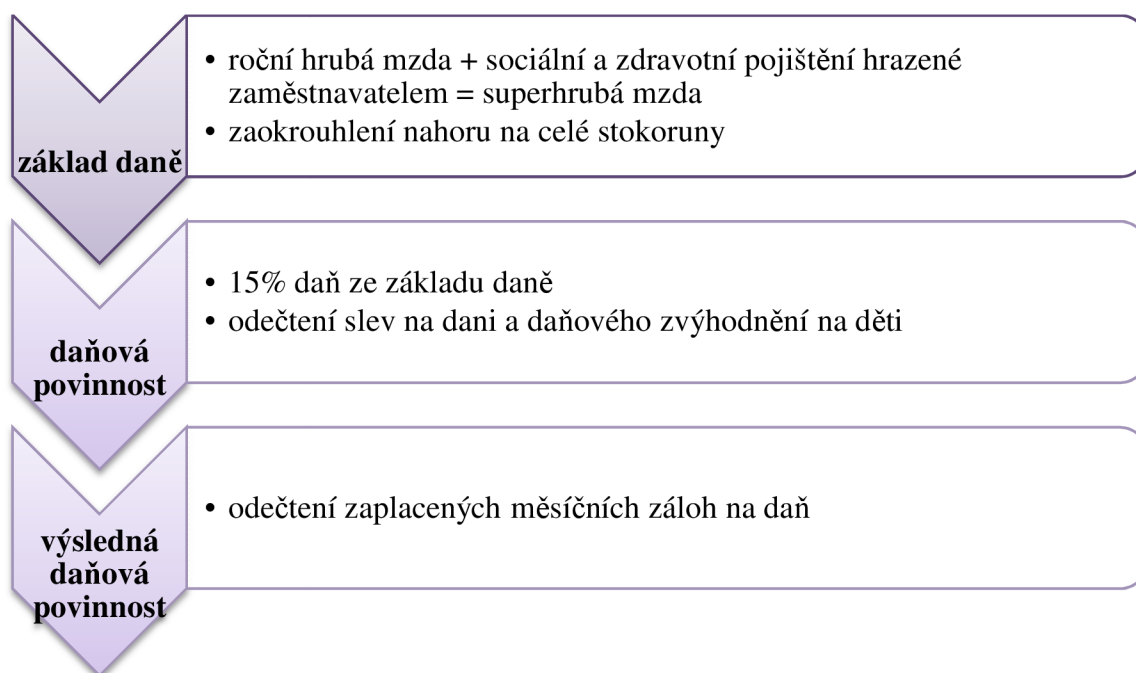 základ daně
• roční hrubá mzda + sociální a zdravotní pojištění hrazené
zaměstnavatelem = superhrubá mzda
• zaokrouhlení nahoru na celé stokoruny
daňová
povinnost
• 15% daň ze základu daně
• odečtení slev na dani a daňového zvýhodnění na děti
výsledná
daňová
povinnost
• odečtení zaplacených měsíčních záloh na daň